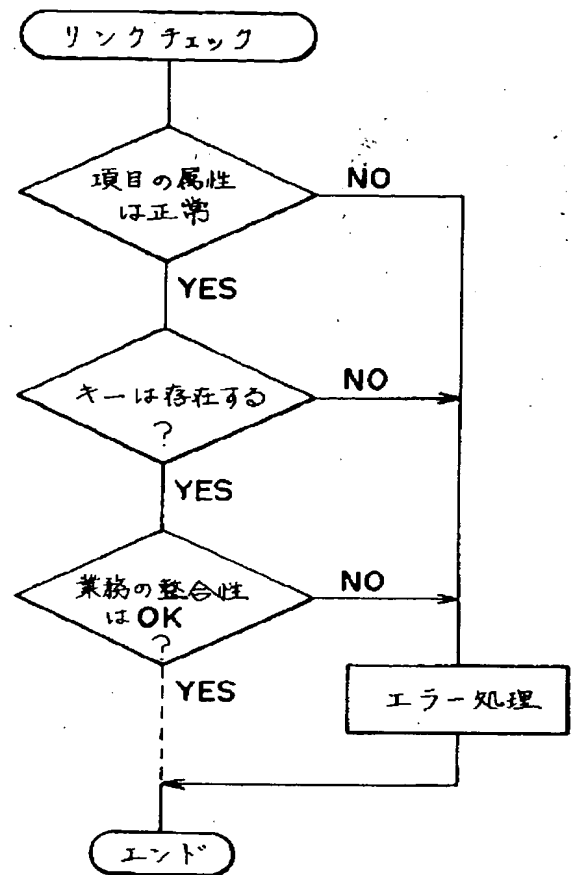 リンクチェック
項目の属性
は正常
NO
YES
キーは存在する
?
NO
YES
業務の整合性
はOK
?
NO
YES
エラー処理
エンド